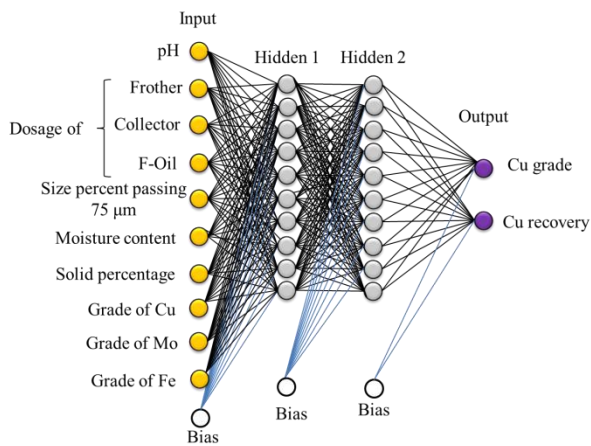 Input
pH
Hidden 1
Hidden 2
Frother
Dosage of
Collector
Output
F-Oil
Cu grade
Size percent passing
75 μm
Cu recovery
Moisture content
Solid percentage
Grade of Cu
Grade of Mo
Grade of Fe
Bias
Bias
Bias